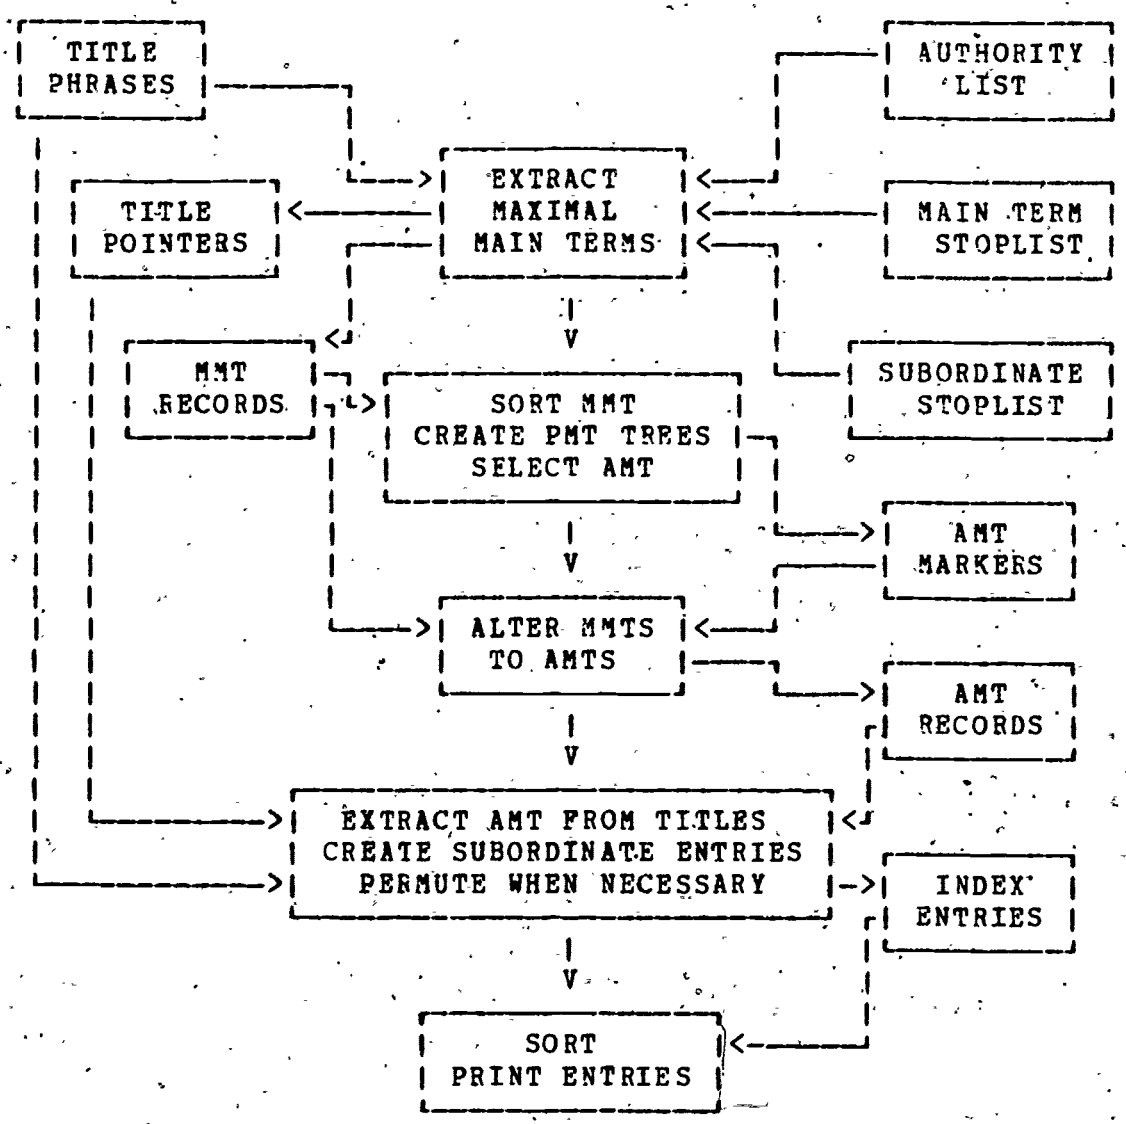 TITLE
PHRASES
AUTHORITY
LIST
EXTRACT
MAXIMAL
MAIN TERMS
TITLE
POINTERS
MAIN TERM
STOPLIST
MMT
RECORDS
SORT MMT
CREATE PMT TREES
SELECT AMT
SUBORDINATE
STOPLIST
AMT
MARKERS
ALTER MMTS
TO AMTS
AMT
RECORDS
EXTRACT AMT FROM TITLES
CREATE SUBORDINATE ENTRIES
PERMUTE WHEN NECESSARY
INDEX
ENTRIES
SORT
PRINT ENTRIES